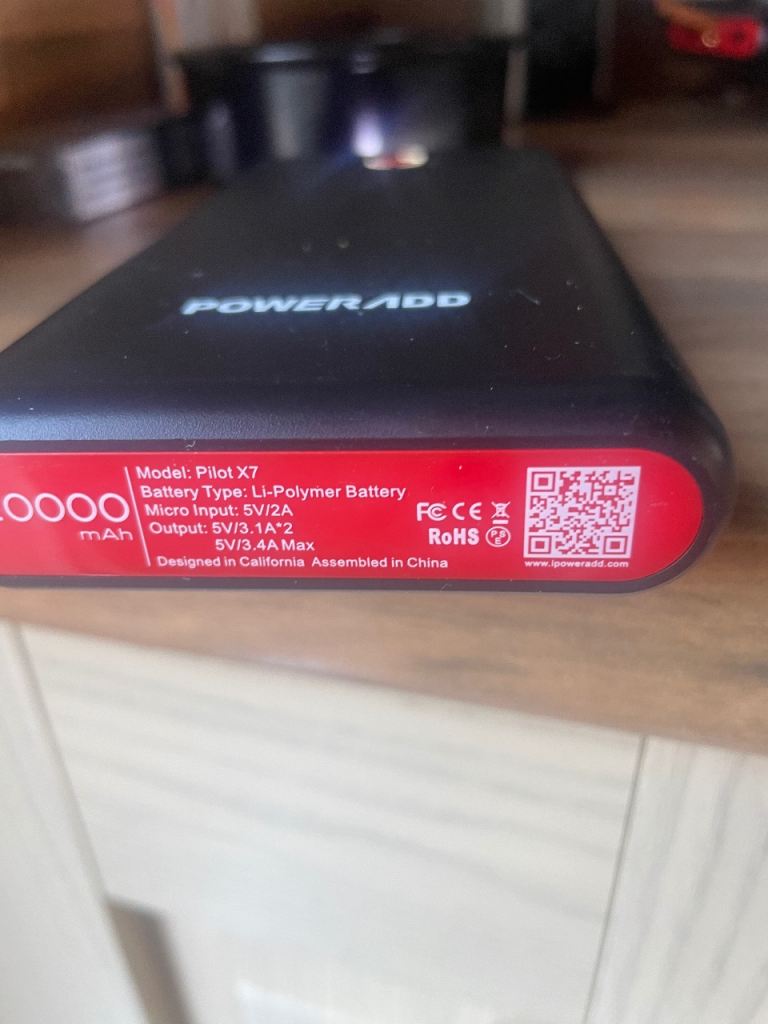 POWERADD
0000
mAh
Model: Pilot X7
Battery Type: Li-Polymer Battery
Micro Input: 5V/2A
Output: 5V/3.1A*2
5V/3.4A Max
Designed in California Assembled in China
FC CE
RoHS PSE
www.ipoweradd.com